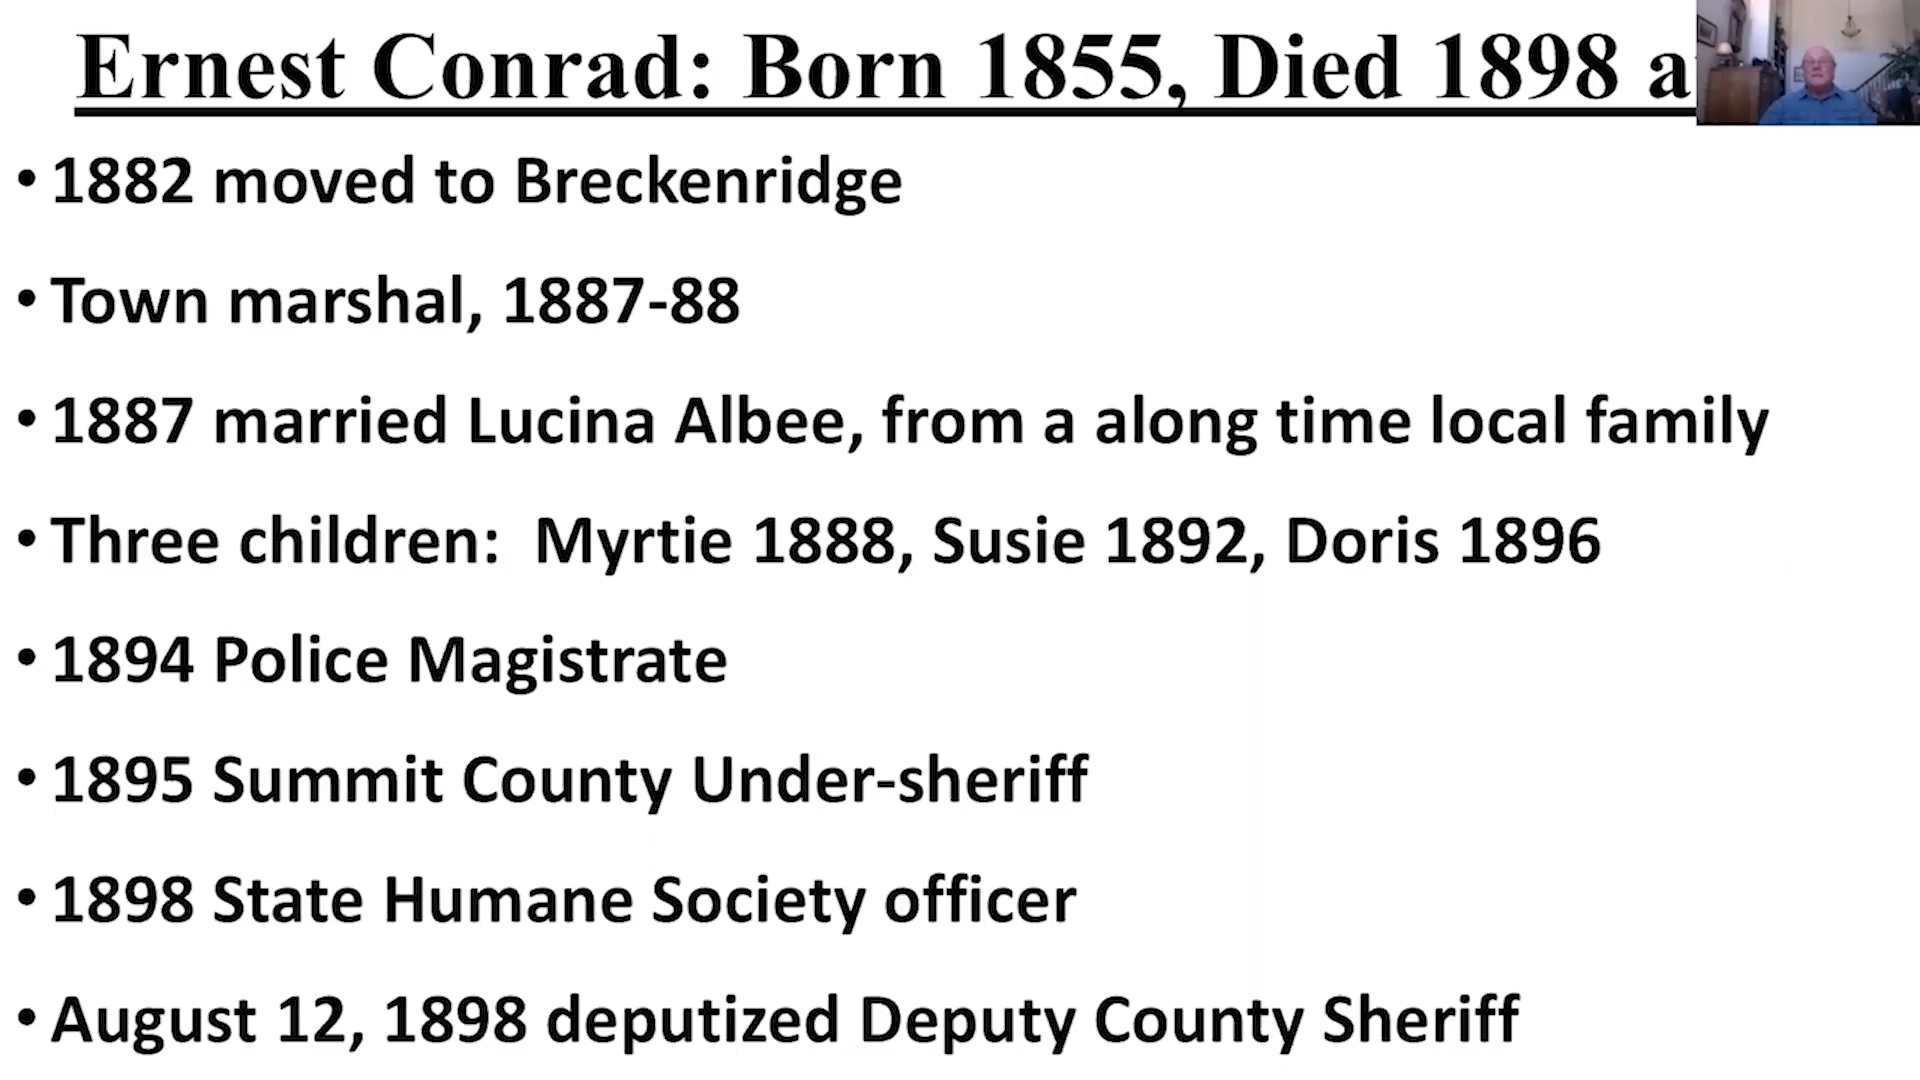 Ernest Conrad: Born 1855, Died 1898 a
• 1882 moved to Breckenridge
• Town marshal, 1887-88
• 1887 married Lucina Albee, from a along time local family
• Three children:  Myrtie 1888, Susie 1892, Doris 1896
• 1894 Police Magistrate
• 1895 Summit County Under-sheriff
• 1898 State Humane Society officer
• August 12, 1898 deputized Deputy County Sheriff